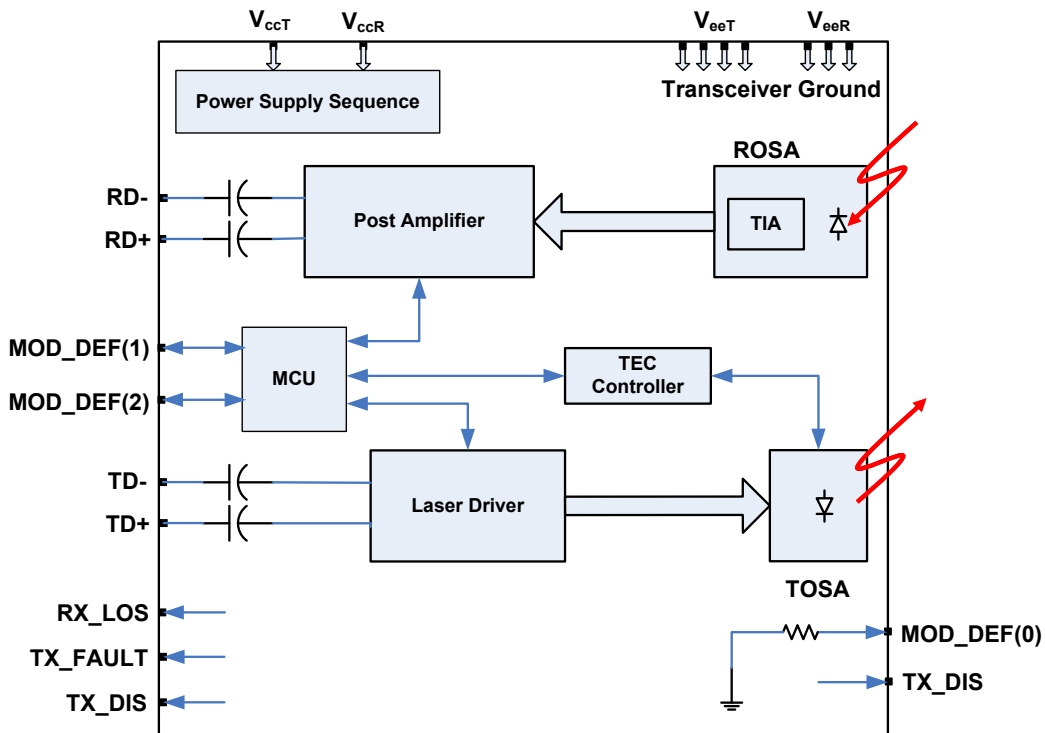 VccT VccR VeeT VeeR
Power Supply Sequence
Transceiver Ground
ROSA
RD-
RD+
Post Amplifier
TIA
MOD_DEF(1)
MOD_DEF(2)
MCU
TEC
Controller
TD-
TD+
Laser Driver
TOSA
RX_LOS
TX_FAULT
TX_DIS
MOD_DEF(0)
TX_DIS